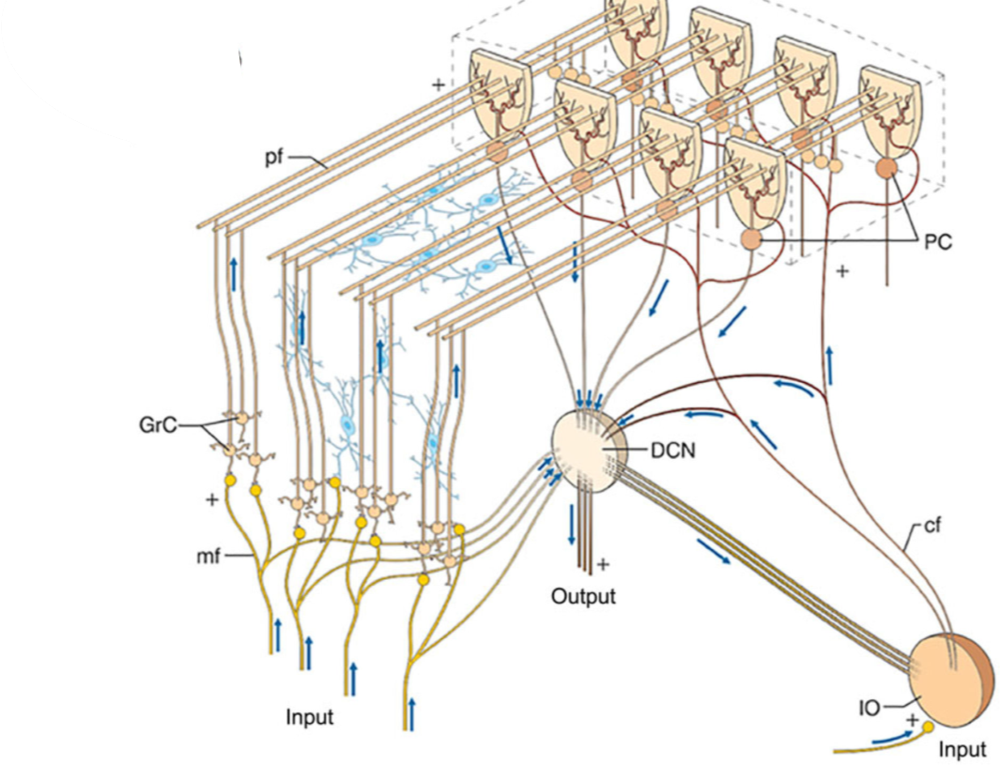 +
pf
PC
+
GrC
DCN
+
mf
cf
+
Output
IO
+
Input
Input